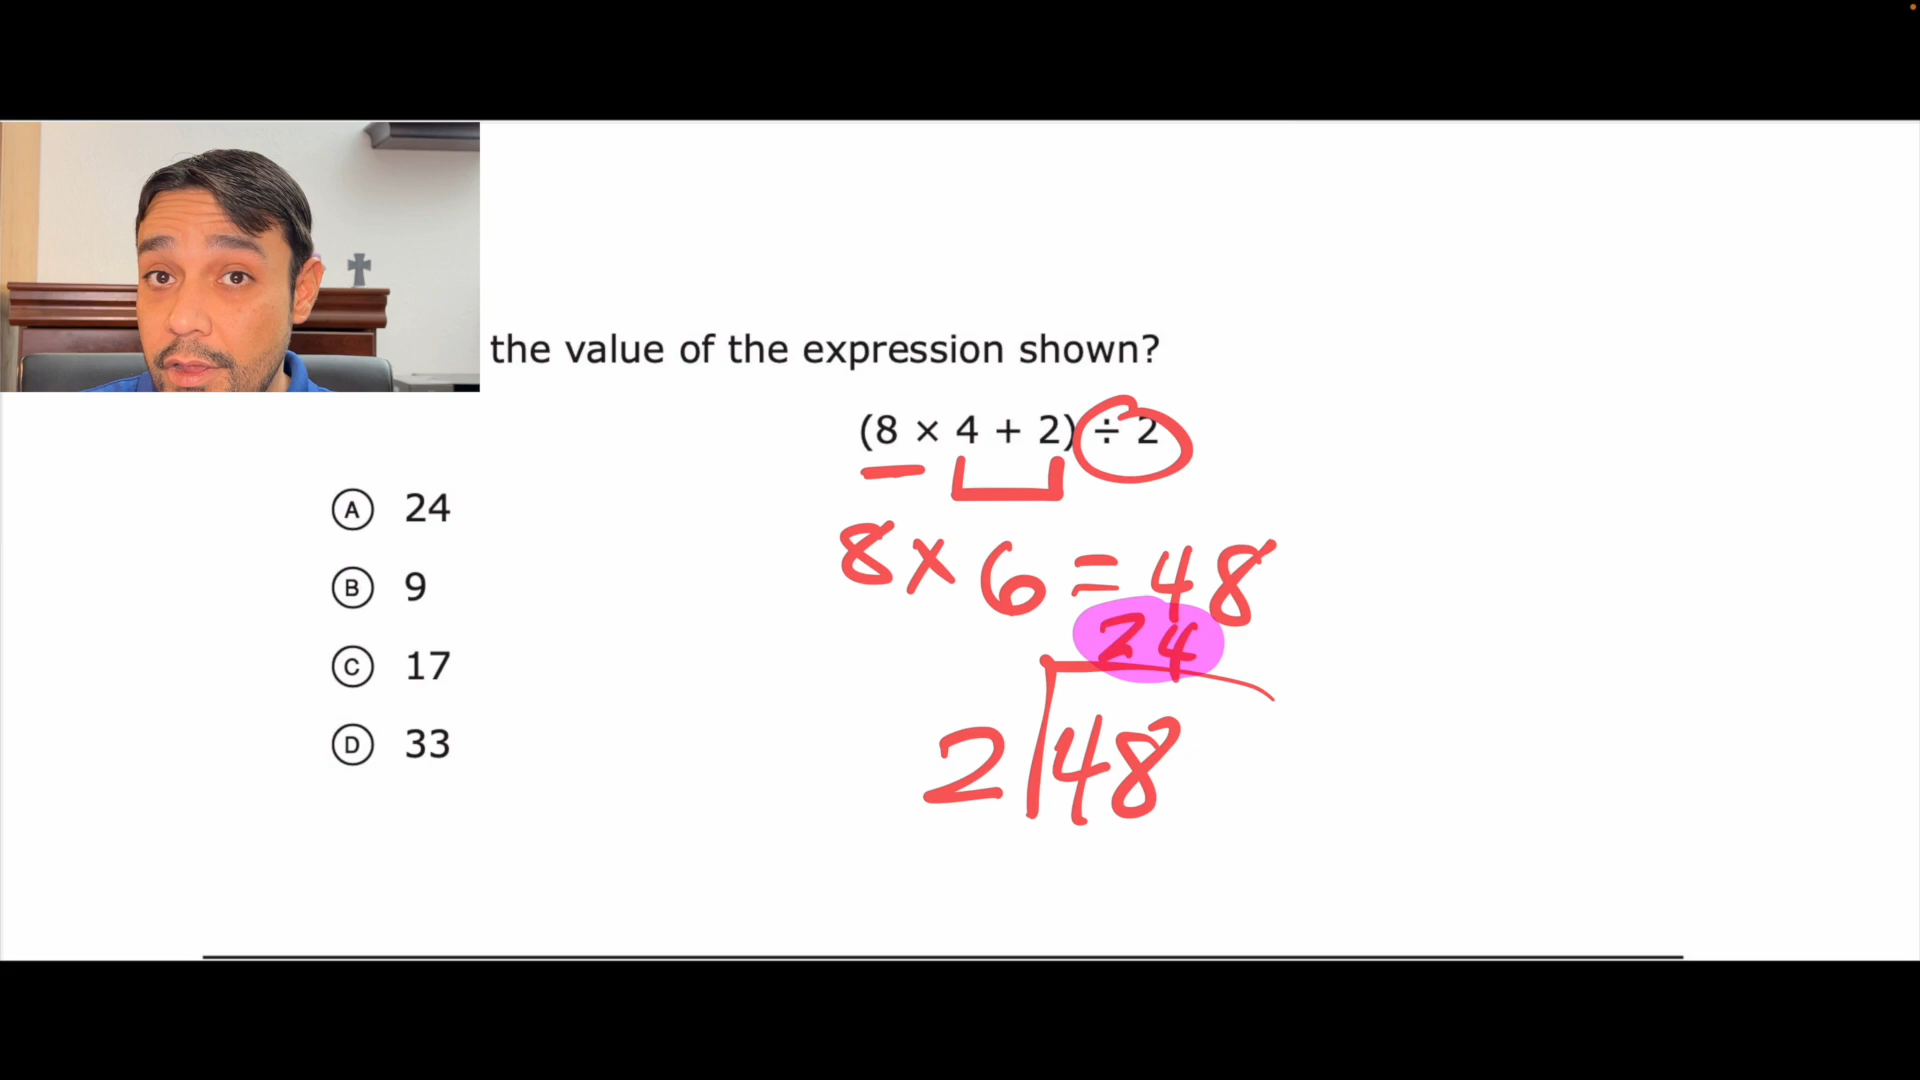 the value of the expression shown?
(8 × 4 + 2) ÷ 2
A 24
B 9
C 17
D 33
8 × 6 = 48
24
2 48